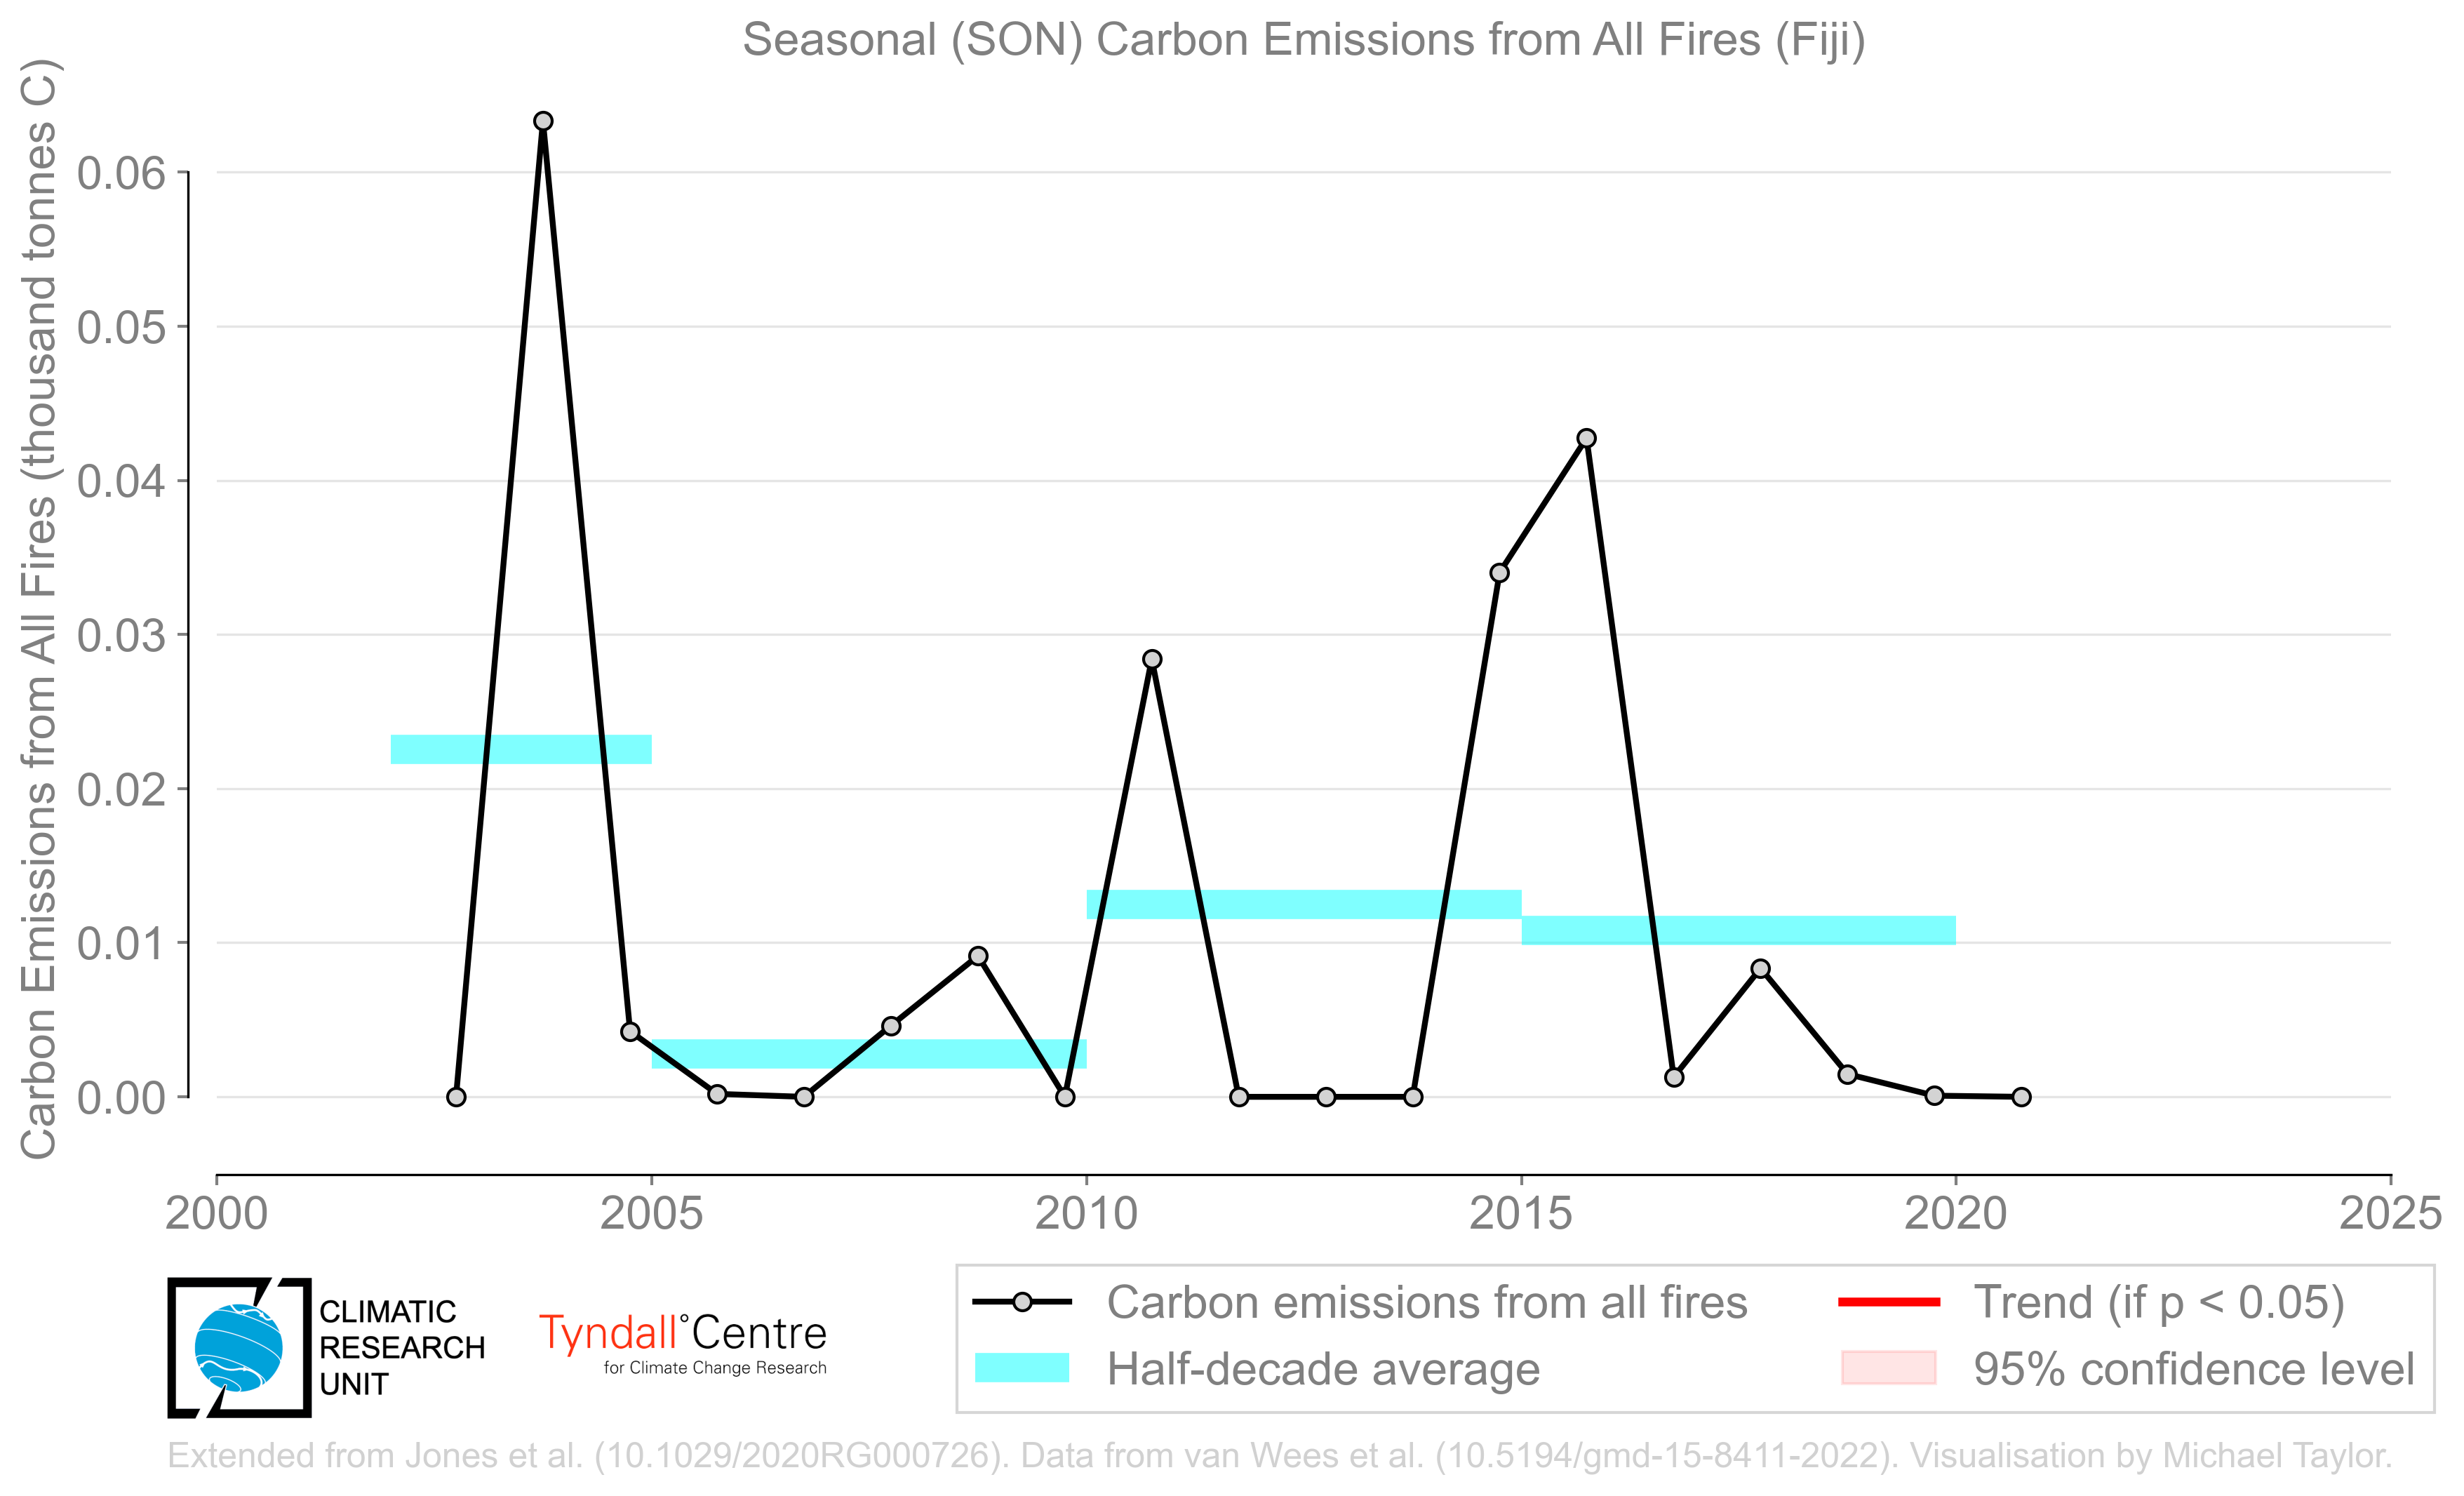 Seasonal (SON) Carbon Emissions from All Fires (Fiji)
Carbon Emissions from All Fires (thousand tonnes C)
0.06
0.05
0.04
0.03
0.02
0.01
0.00
2000 2005 2010 2015 2020 2025
CLIMATIC
RESEARCH
UNIT
Tyndall°Centre
for Climate Change Research
Carbon emissions from all fires
Half-decade average
Trend (if p < 0.05)
95% confidence level
Extended from Jones et al. (10.1029/2020RG000726). Data from van Wees et al. (10.5194/gmd-15-8411-2022). Visualisation by Michael Taylor.